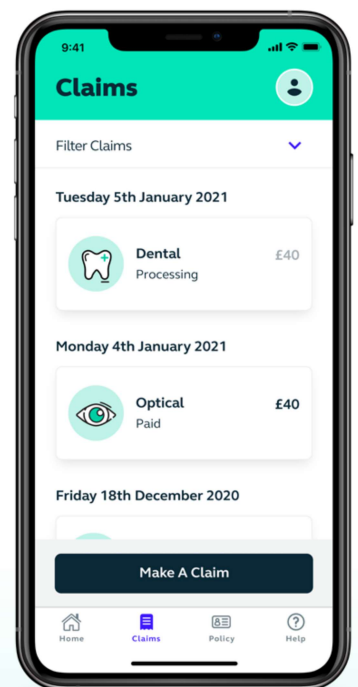 9:41
Claims
Filter Claims
Tuesday 5th January 2021
Dental £40
Processing
Monday 4th January 2021
Optical £40
Paid
Friday 18th December 2020
Make A Claim
Home Claims Policy Help